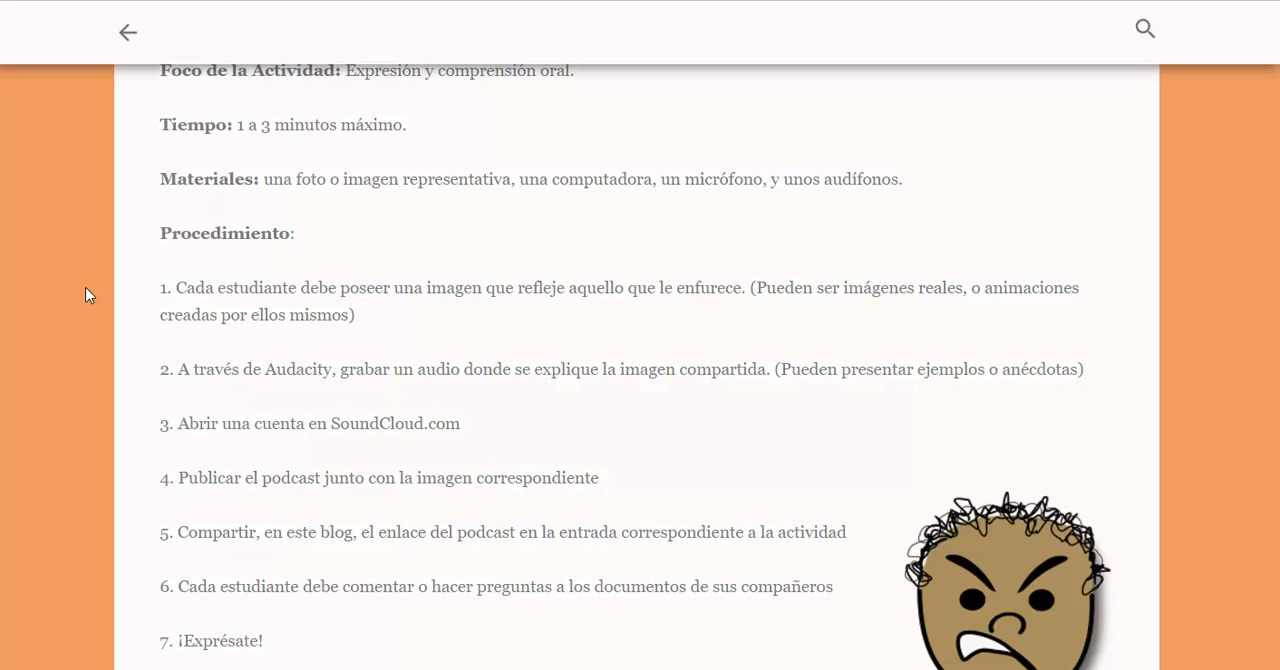 Foco de la Actividad: Expresión y comprensión oral.
Tiempo: 1 a 3 minutos máximo.
Materiales: una foto o imagen representativa, una computadora, un micrófono, y unos audífonos.
Procedimiento:
1. Cada estudiante debe poseer una imagen que refleje aquello que le enfurece. (Pueden ser imágenes reales, o animaciones
creadas por ellos mismos)
2. A través de Audacity, grabar un audio donde se explique la imagen compartida. (Pueden presentar ejemplos o anécdotas)
3. Abrir una cuenta en SoundCloud.com
4. Publicar el podcast junto con la imagen correspondiente
5. Compartir, en este blog, el enlace del podcast en la entrada correspondiente a la actividad
6. Cada estudiante debe comentar o hacer preguntas a los documentos de sus compañeros
7. ¡Exprésate!